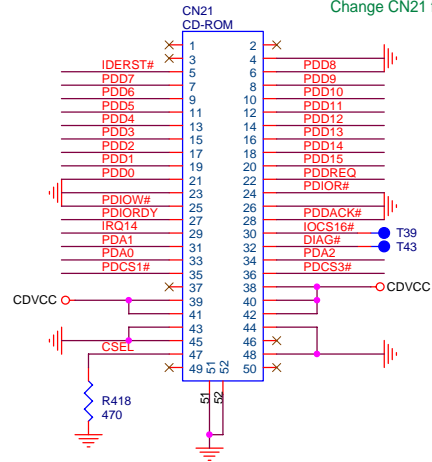 Change CN21
CN21
CD-ROM
1 2
3 4
IDERST# 5 6 PDD8
PDD7 7 8 PDD9
PDD6 9 10 PDD10
PDD5 11 12 PDD11
PDD4 13 14 PDD12
PDD3 15 16 PDD13
PDD2 17 18 PDD14
PDD1 19 20 PDD15
PDD0 21 22 PDDREQ
23 24 PDIOR#
PDIOW# 25 26
PDIORDY 27 28 PDDACK#
IRQ14 29 30 IOCS16# T39
PDA1 31 32 DIAG# T43
PDA0 33 34 PDA2
PDCS1# 35 36 PDCS3#
37 38 CDVCC
CDVCC 39 40
41 42
43 44
45 46
CSEL 47 48
49 51 52 50
51 52
R418
470